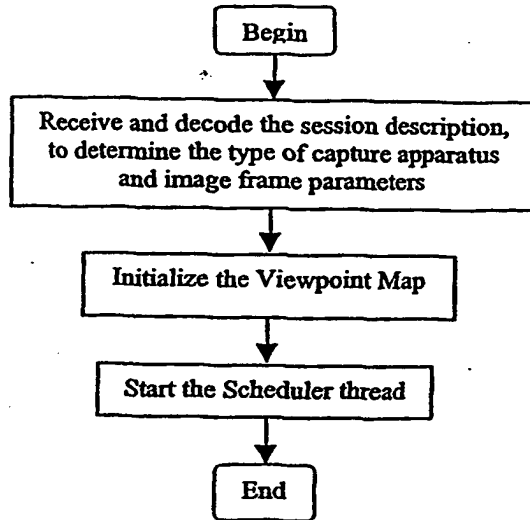 Begin
Receive and decode the session description,
to determine the type of capture apparatus
and image frame parameters
Initialize the Viewpoint Map
Start the Scheduler thread
End